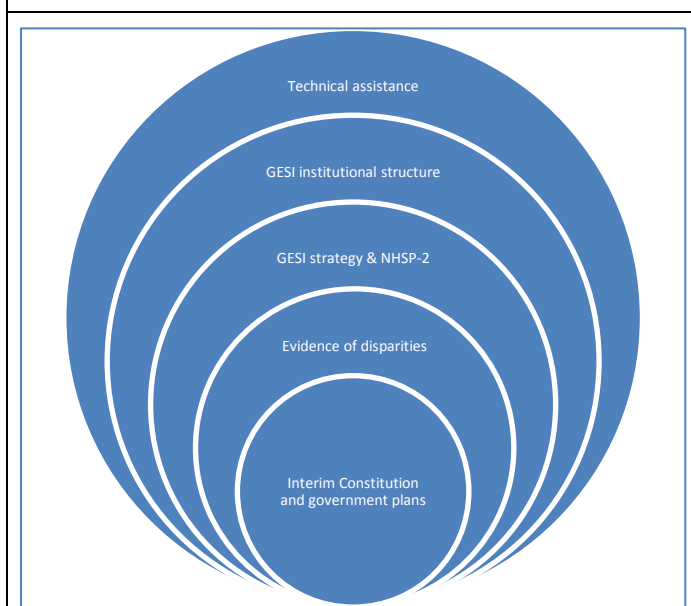 Technical assistance
GESI institutional structure
GESI strategy & NHSP-2
Evidence of disparities
Interim Constitution
and government plans